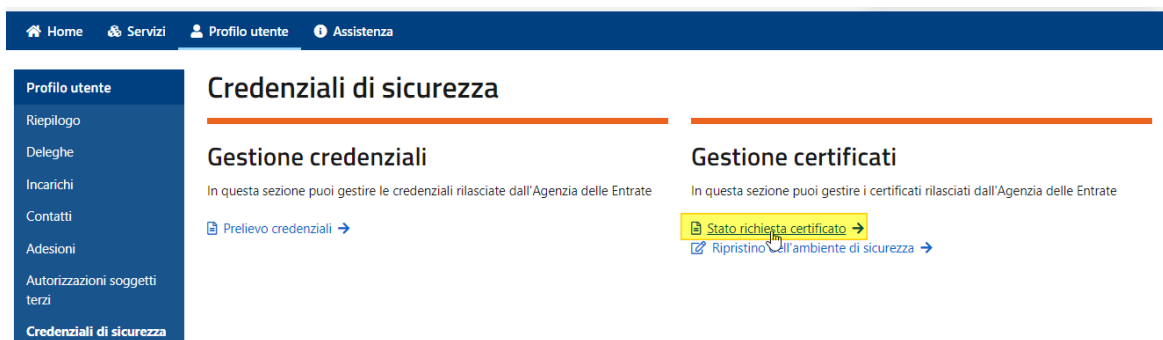 Home Servizi Profilo utente Assistenza
Profilo utente
Riepilogo
Deleghe
Incarichi
Contatti
Adesioni
Autorizzazioni soggetti
terzi
Credenziali di sicurezza
Credenziali di sicurezza
Gestione credenziali
In questa sezione puoi gestire le credenziali rilasciate dall'Agenzia delle Entrate
Prelievo credenziali →
Gestione certificati
In questa sezione puoi gestire i certificati rilasciati dall'Agenzia delle Entrate
Stato richiesta certificato →
Ripristino dell'ambiente di sicurezza →